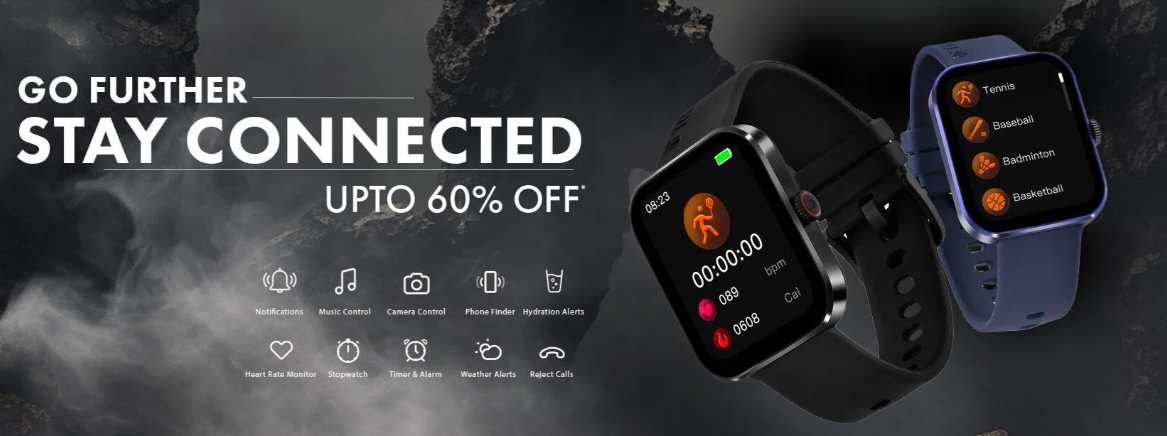 GO FURTHER
STAY CONNECTED
UPTO 60% OFF*
Notifications
Music Control
Camera Control
Phone Finder
Hydration Alerts
Heart Rate Monitor
Stopwatch
Timer & Alarm
Weather Alerts
Reject Calls
08:23
00:00:00
089 bpm
0608 Cal
Tennis
Baseball
Badminton
Basketball